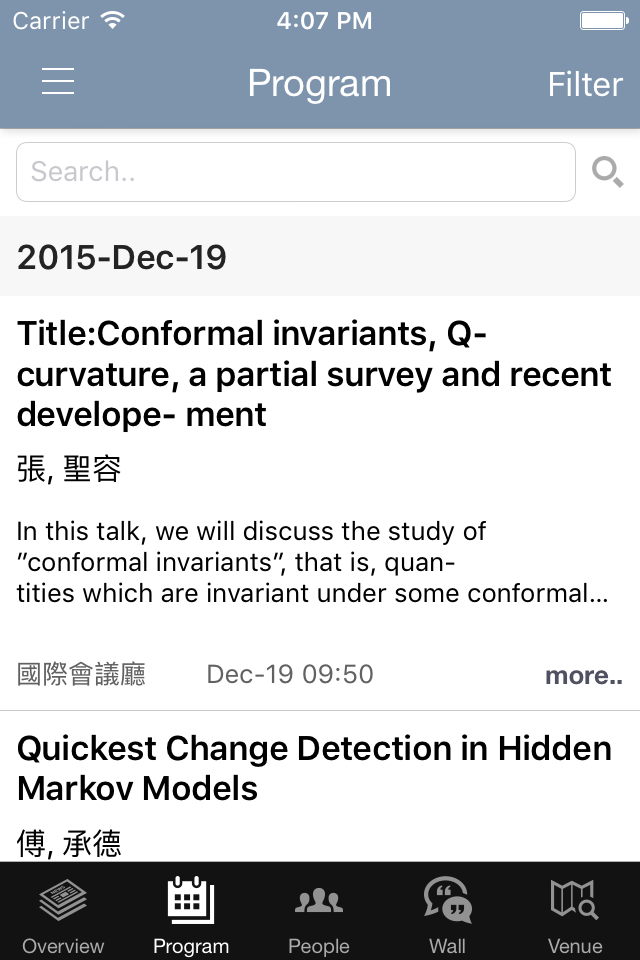 Carrier 4:07 PM
Program Filter
Search..
2015-Dec-19
Title:Conformal invariants, Q-
curvature, a partial survey and recent
develope- ment
張, 聖容
In this talk, we will discuss the study of
”conformal invariants”, that is, quan-
tities which are invariant under some conformal...
國際會議廳 Dec-19 09:50 more..
Quickest Change Detection in Hidden
Markov Models
傅, 承德
Overview Program People Wall Venue